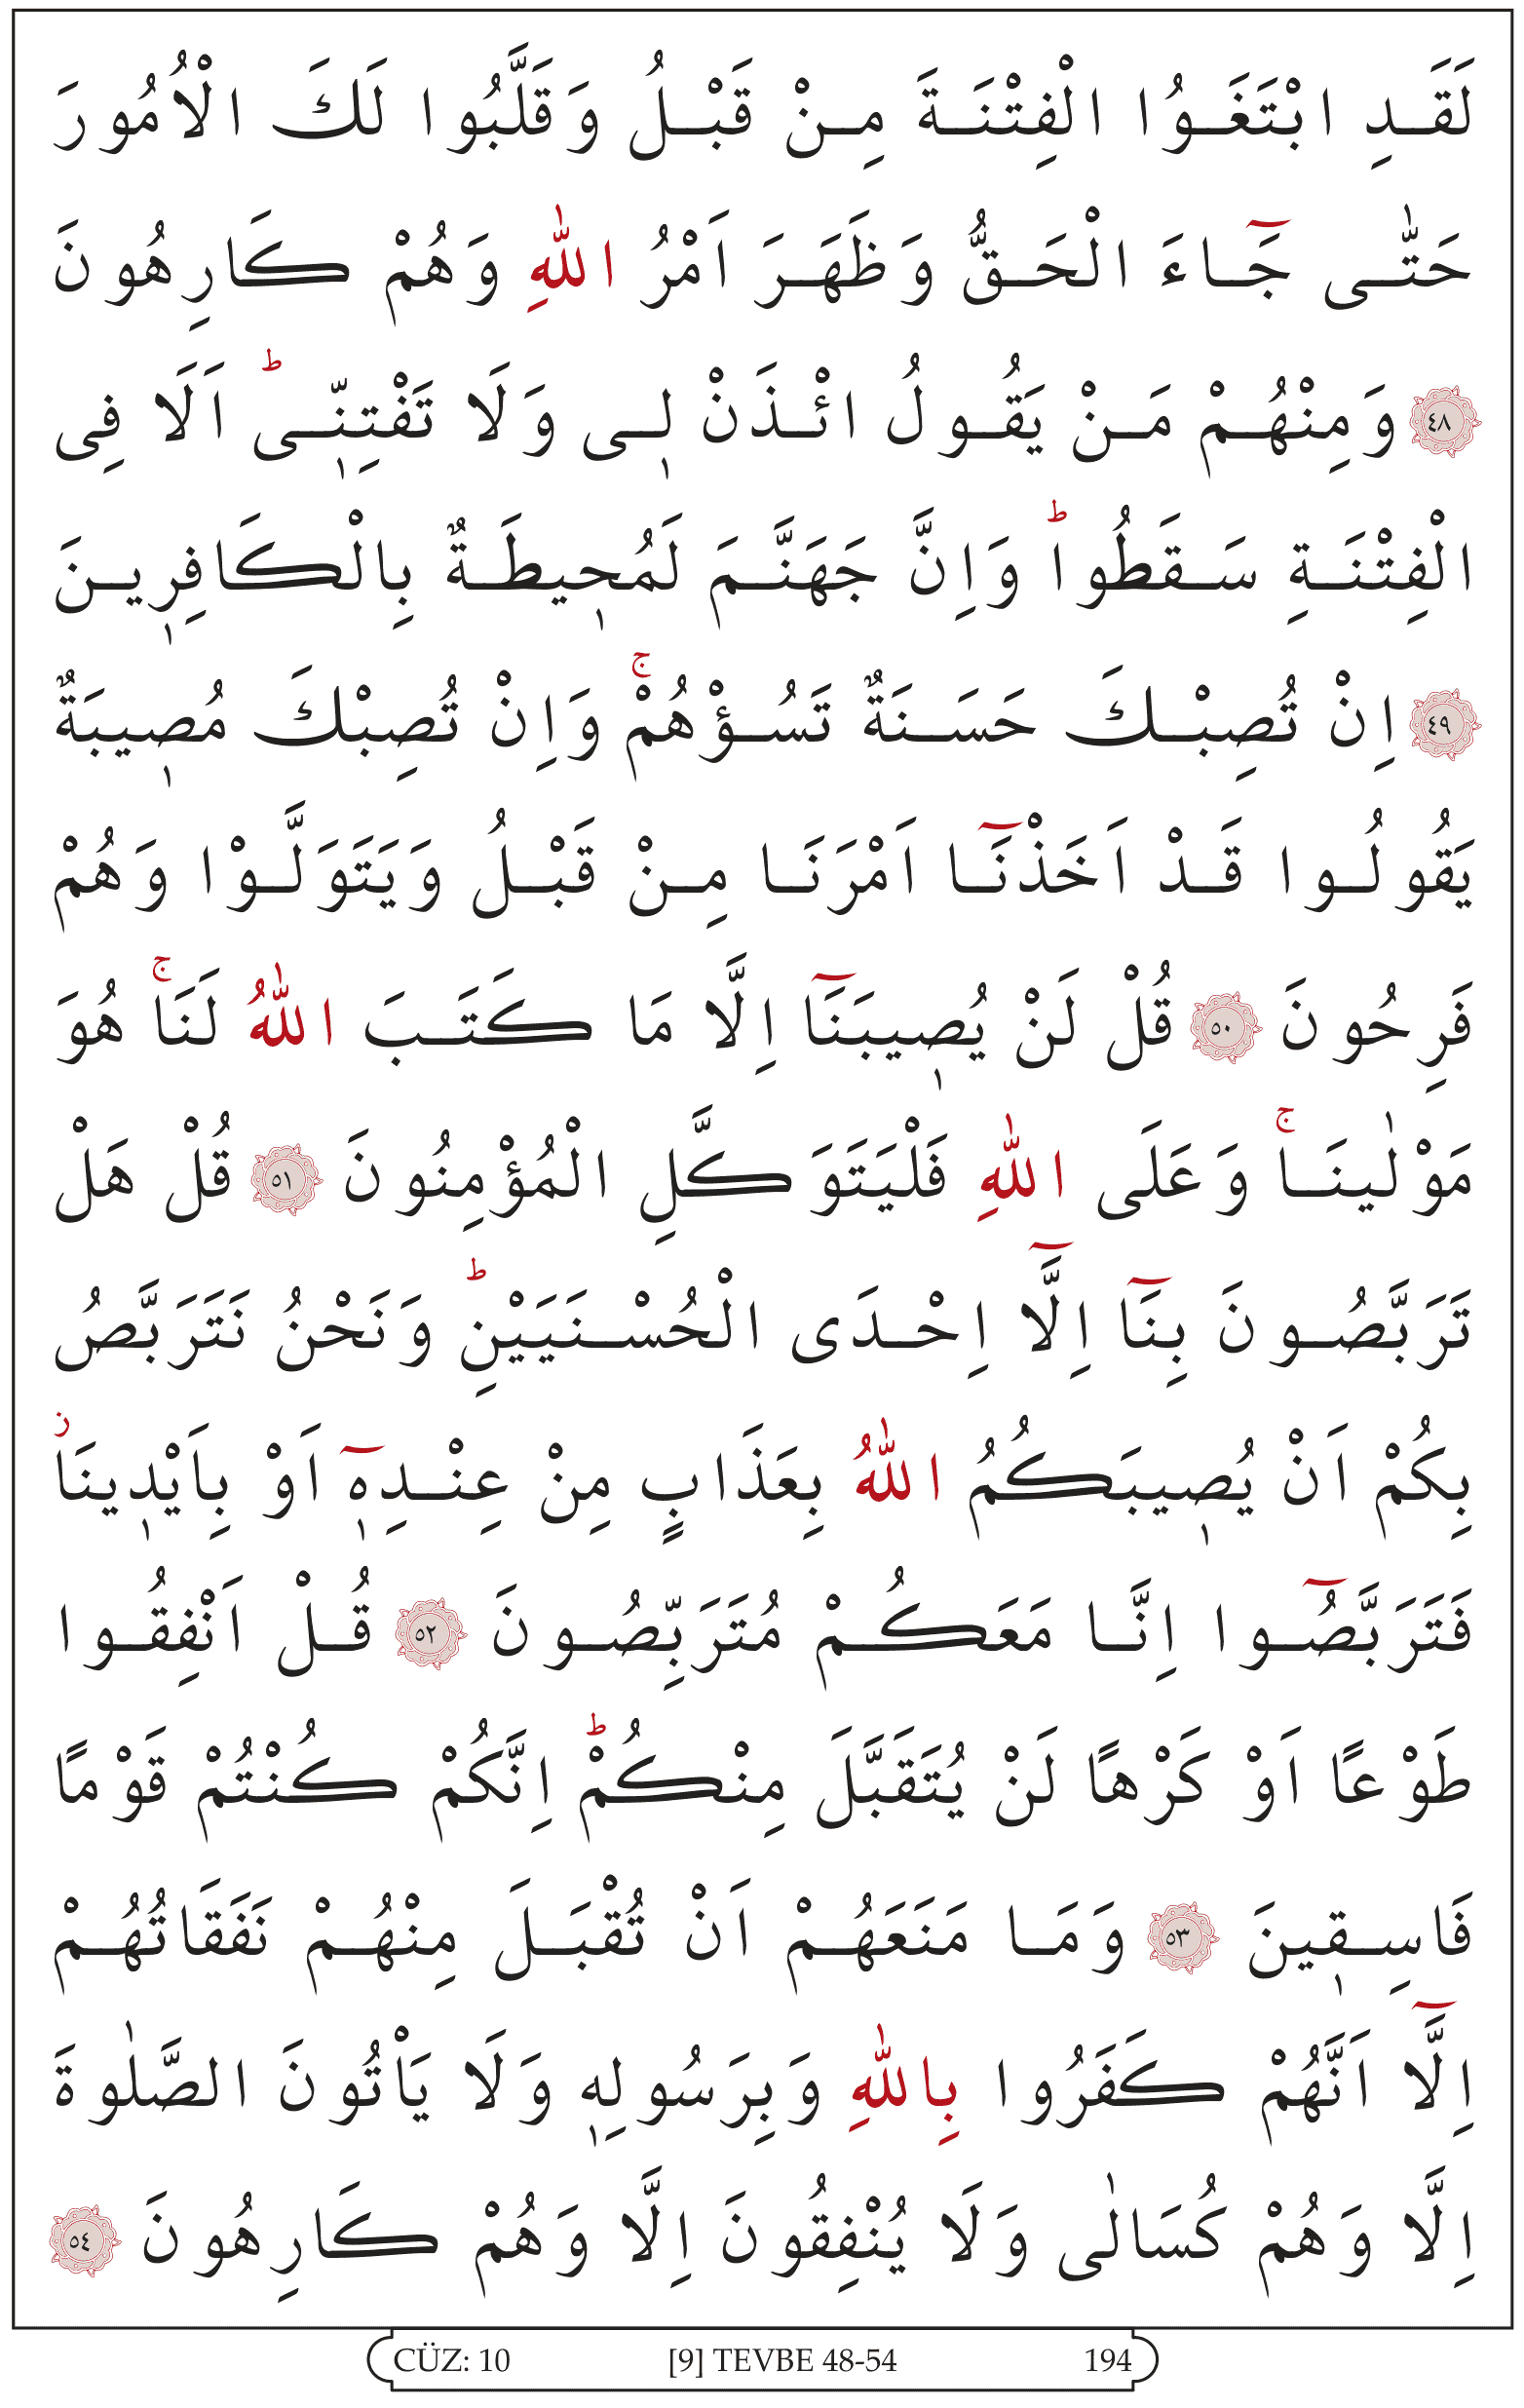 لَقَدِ ابْتَغَوُا الْفِتْنَةَ مِنْ قَبْلُ وَقَلَّبُوا لَكَ الْاُمُورَ
حَتّٰى جَٓاءَ الْحَقُّ وَظَهَرَ اَمْرُ اللّٰهِ وَهُمْ كَارِهُونَ
﴿٤٨﴾ وَمِنْهُمْ مَنْ يَقُولُ ائْذَنْ ل۪ى وَلَا تَفْتِنّ۪ىۜ اَلَا فِى
الْفِتْنَةِ سَقَطُواۜ وَاِنَّ جَهَنَّمَ لَمُح۪يطَةٌ بِالْكَافِر۪ينَ
﴿٤٩﴾ اِنْ تُصِبْكَ حَسَنَةٌ تَسُؤْهُمْۚ وَاِنْ تُصِبْكَ مُص۪يبَةٌ
يَقُولُوا قَدْ اَخَذْنَٓا اَمْرَنَا مِنْ قَبْلُ وَيَتَوَلَّوْا وَهُمْ
فَرِحُونَ ﴿٥٠﴾ قُلْ لَنْ يُص۪يبَنَٓا اِلَّا مَا كَتَبَ اللّٰهُ لَنَاۚ هُوَ
مَوْلٰينَاۚ وَعَلَى اللّٰهِ فَلْيَتَوَكَّلِ الْمُؤْمِنُونَ ﴿٥١﴾ قُلْ هَلْ
تَرَبَّصُونَ بِنَٓا اِلَّٓا اِحْدَى الْحُسْنَيَيْنِۜ وَنَحْنُ نَتَرَبَّصُ
بِكُمْ اَنْ يُص۪يبَكُمُ اللّٰهُ بِعَذَابٍ مِنْ عِنْدِه۪ٓ اَوْ بِاَيْد۪ينَاۘ
فَتَرَبَّصُٓوا اِنَّا مَعَكُمْ مُتَرَبِّصُونَ ﴿٥٢﴾ قُلْ اَنْفِقُوا
طَوْعًا اَوْ كَرْهًا لَنْ يُتَقَبَّلَ مِنْكُمْۜ اِنَّكُمْ كُنْتُمْ قَوْمًا
فَاسِق۪ينَ ﴿٥٣﴾ وَمَا مَنَعَهُمْ اَنْ تُقْبَلَ مِنْهُمْ نَفَقَاتُهُمْ
اِلَّٓا اَنَّهُمْ كَفَرُوا بِاللّٰهِ وَبِرَسُولِه۪ وَلَا يَاْتُونَ الصَّلٰوةَ
اِلَّا وَهُمْ كُسَالٰى وَلَا يُنْفِقُونَ اِلَّا وَهُمْ كَارِهُونَ ﴿٥٤﴾
CÜZ: 10 [9] TEVBE 48-54 194